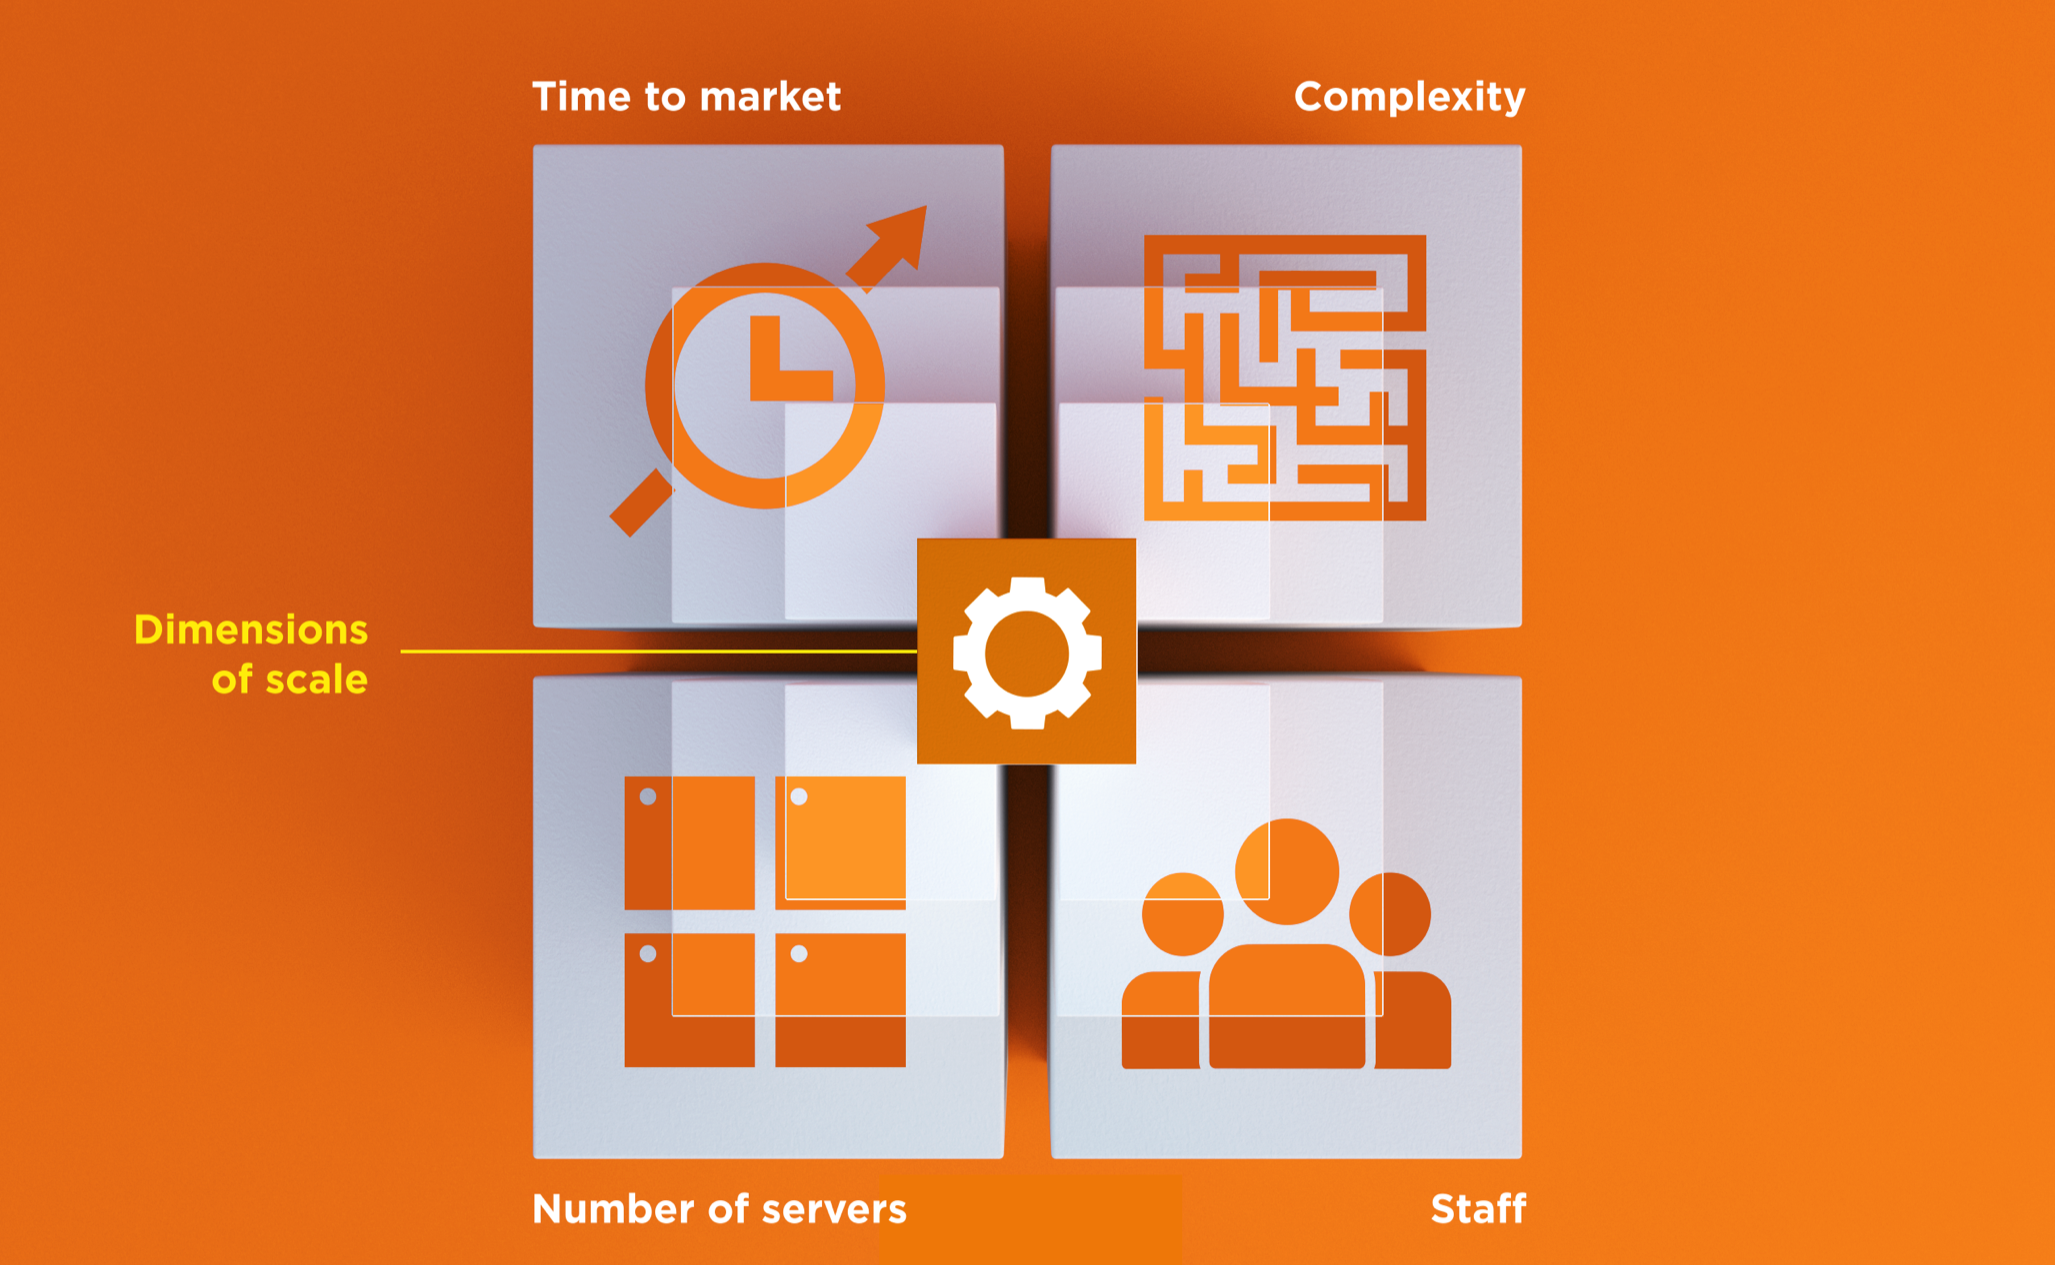 Time to market
Complexity
Dimensions
of scale
Number of servers
Staff